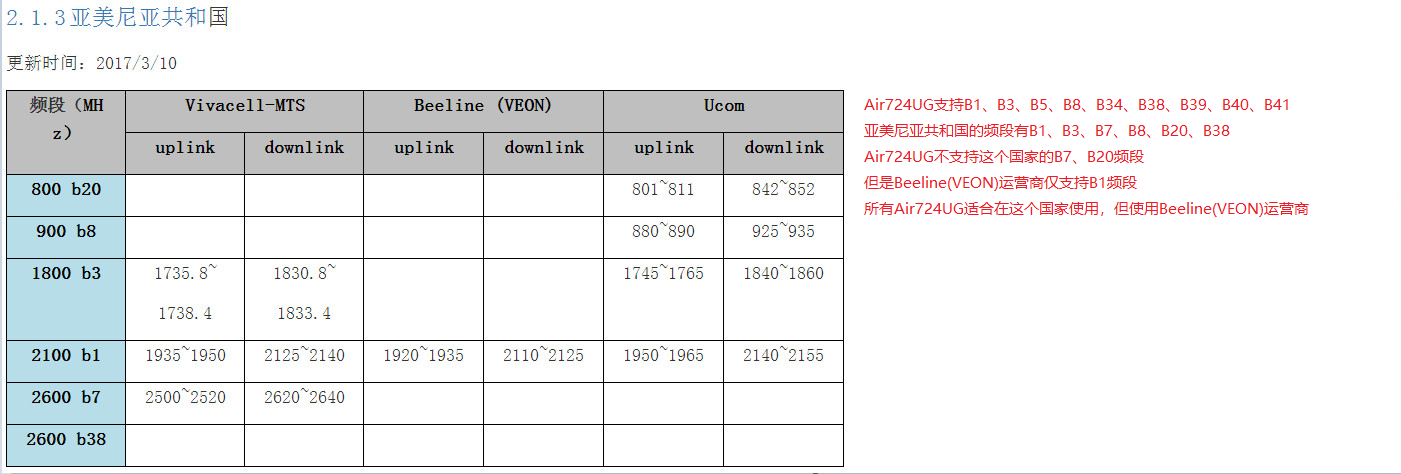 2.1.3亚美尼亚共和国
更新时间：2017/3/10
频段（MHz） Vivacell-MTS Beeline (VEON) Ucom
uplink downlink uplink downlink uplink downlink
800 b20 801~811 842~852
900 b8 880~890 925~935
1800 b3 1735.8~1738.4 1830.8~1833.4 1745~1765 1840~1860
2100 b1 1935~1950 2125~2140 1920~1935 2110~2125 1950~1965 2140~2155
2600 b7 2500~2520 2620~2640
2600 b38
Air724UG支持B1、B3、B5、B8、B34、B38、B39、B40、B41
亚美尼亚共和国的频段有B1、B3、B7、B8、B20、B38
Air724UG不支持这个国家的B7、B20频段
但是Beeline(VEON)运营商仅支持B1频段
所有Air724UG适合在这个国家使用，但使用Beeline(VEON)运营商